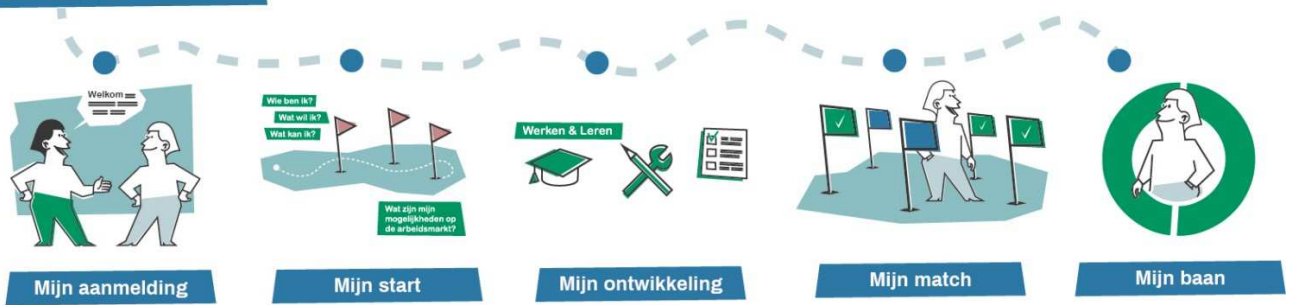 Welkom
Wie ben ik?
Wat wil ik?
Wat kan ik?
Wat zijn mijn
mogelijkheden op
de arbeidsmarkt?
Werken & Leren
Mijn aanmelding
Mijn start
Mijn ontwikkeling
Mijn match
Mijn baan